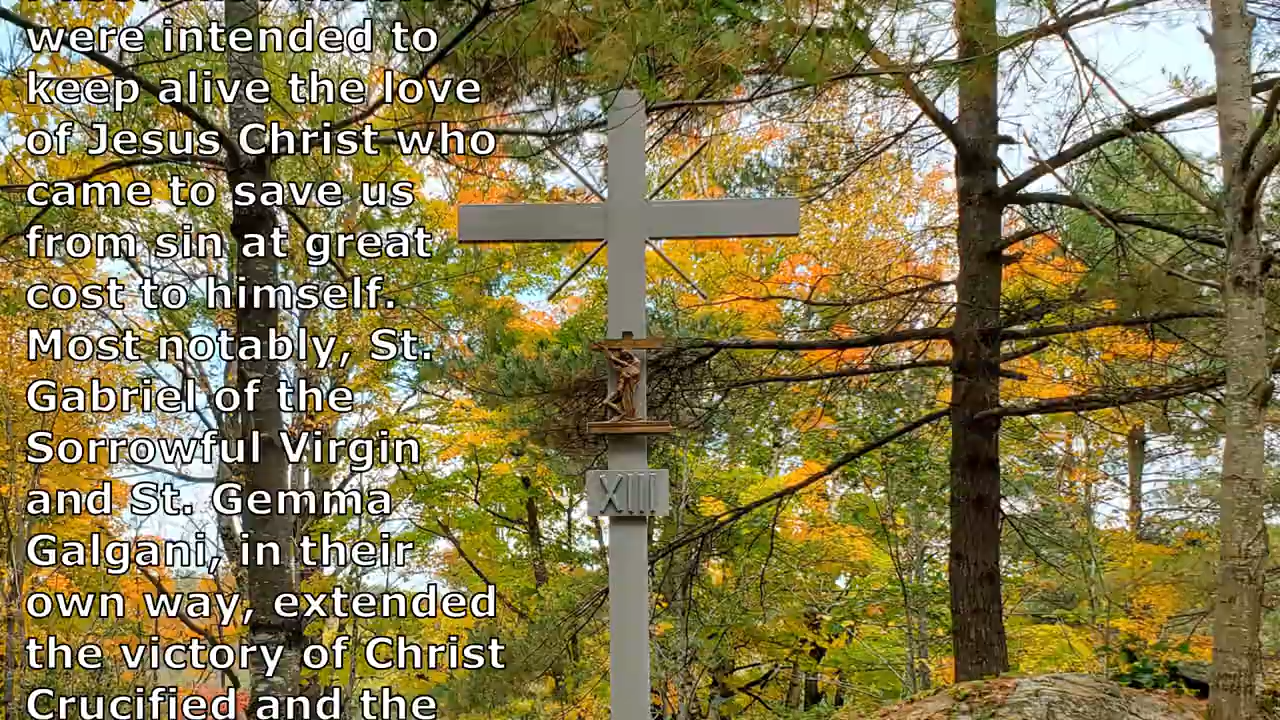 were intended to
keep alive the love
of Jesus Christ who
came to save us
from sin at great
cost to himself.
Most notably, St.
Gabriel of the
Sorrowful Virgin
and St. Gemma
Galgani, in their
own way, extended
the victory of Christ
Crucified and the
XIII